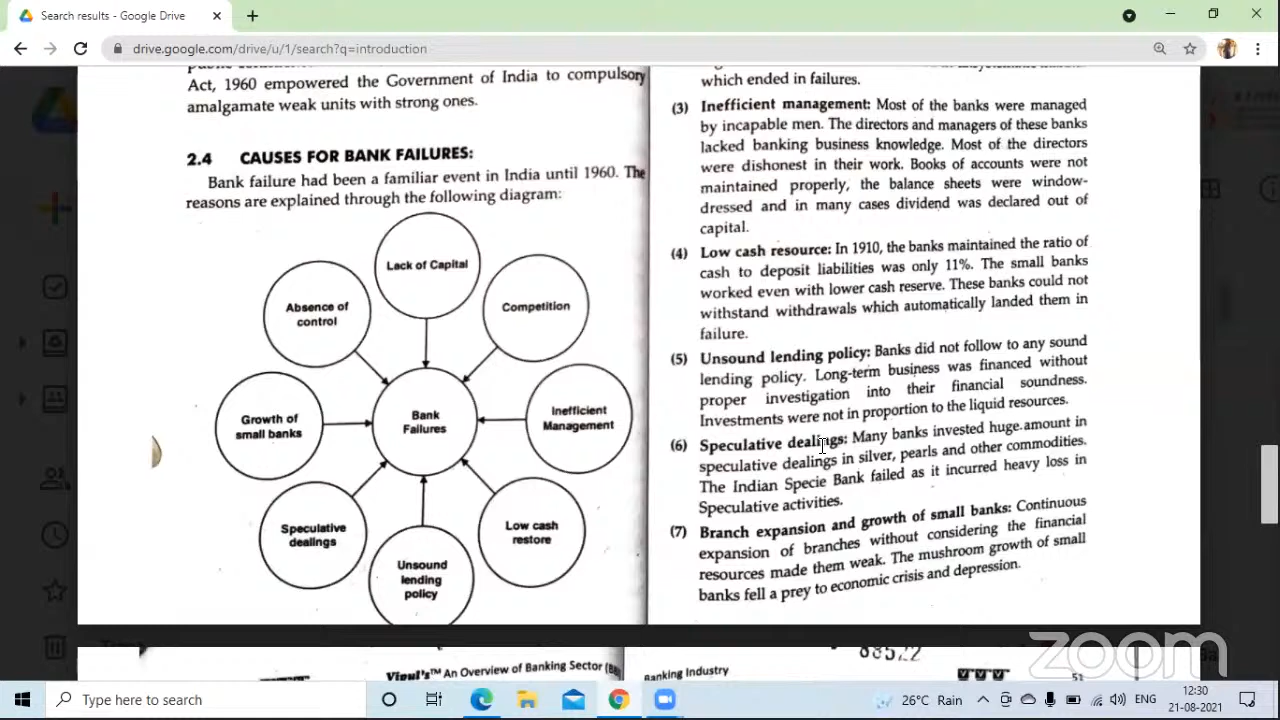 Search results - Google Drive
drive.google.com/drive/u/1/search?q=introduction
Act, 1960 empowered the Government of India to compulsory
amalgamate weak units with strong ones.
2.4 CAUSES FOR BANK FAILURES:
Bank failure had been a familiar event in India until 1960. The
reasons are explained through the following diagram:
Lack of Capital
Absence of
control
Competition
Growth of
small banks
Bank
Failures
Inefficient
Management
Speculative
dealings
Low cash
restore
Unsound
lending
policy
which ended in failures.
(3) Inefficient management: Most of the banks were managed
by incapable men. The directors and managers of these banks
lacked banking business knowledge. Most of the directors
were dishonest in their work. Books of accounts were not
maintained properly, the balance sheets were window-
dressed and in many cases dividend was declared out of
capital.
(4) Low cash resource: In 1910, the banks maintained the ratio of
cash to deposit liabilities was only 11%. The small banks
worked even with lower cash reserve. These banks could not
withstand withdrawals which automatically landed them in
failure.
(5) Unsound lending policy: Banks did not follow to any sound
lending policy. Long-term business was financed without
proper investigation into their financial soundness.
Investments were not in proportion to the liquid resources.
(6) Speculative dealings: Many banks invested huge amount in
speculative dealings in silver, pearls and other commodities.
The Indian Specie Bank failed as it incurred heavy loss in
Speculative activities.
(7) Branch expansion and growth of small banks: Continuous
expansion of branches without considering the financial
resources made them weak. The mushroom growth of small
banks fell a prey to economic crisis and depression.
Vipul's™ An Overview of Banking Sector
Banking Industry
51
zoom
Type here to search
26°C Rain
ENG
12:30
21-08-2021